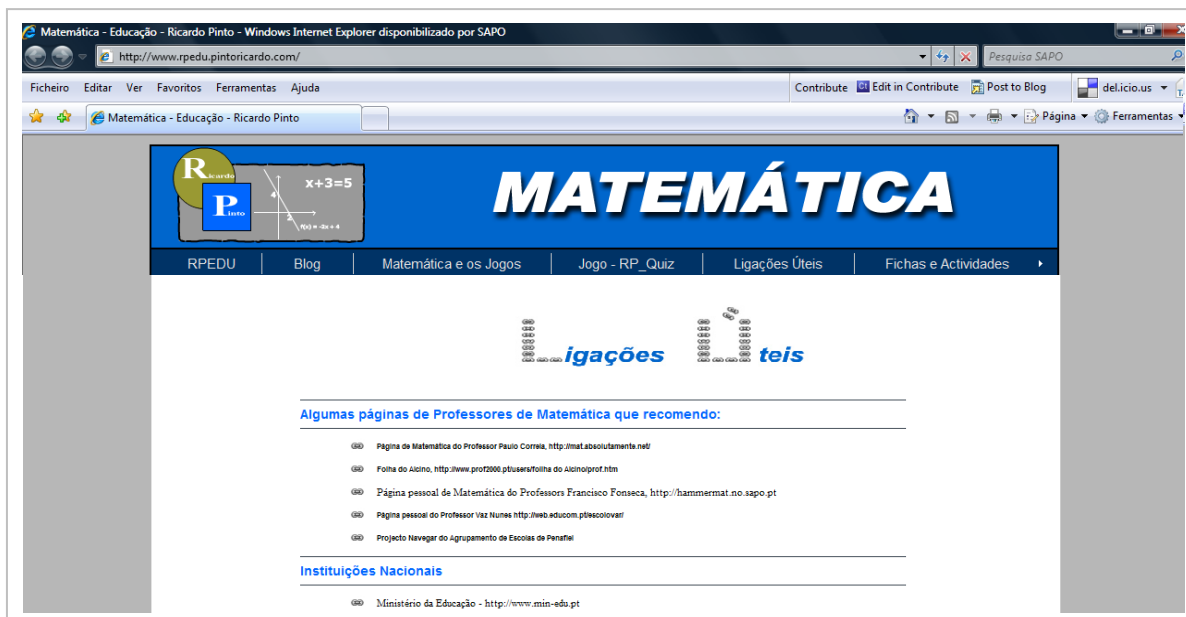 Matemática - Educação - Ricardo Pinto - Windows Internet Explorer disponibilizado por SAPO
http://www.rpedu.pintoricardo.com/
Pesquisa SAPO
Ficheiro Editar Ver Favoritos Ferramentas Ajuda
Contribute Edit in Contribute Post to Blog del.icio.us
Matemática - Educação - Ricardo Pinto
Página Ferramentas
Ricardo
Pinto
x+3=5
4
2
f(x) = -2x + 4
MATEMÁTICA
RPEDU Blog Matemática e os Jogos Jogo - RP_Quiz Ligações Úteis Fichas e Actividades
Ligações Úteis
Algumas páginas de Professores de Matemática que recomendo:
Página de Matemática do Professor Paulo Correia, http://mat.absolutamente.net/
Folha do Alcino, http://www.prof2000.pt/users/folha do Alcino/prof.htm
Página pessoal de Matemática do Professors Francisco Fonseca, http://hammermat.no.sapo.pt
Página pessoal do Professor Vaz Nunes http://web.educom.pt/escolovar/
Projecto Navegar do Agrupamento de Escolas de Penafiel
Instituições Nacionais
Ministério da Educação - http://www.min-edu.pt